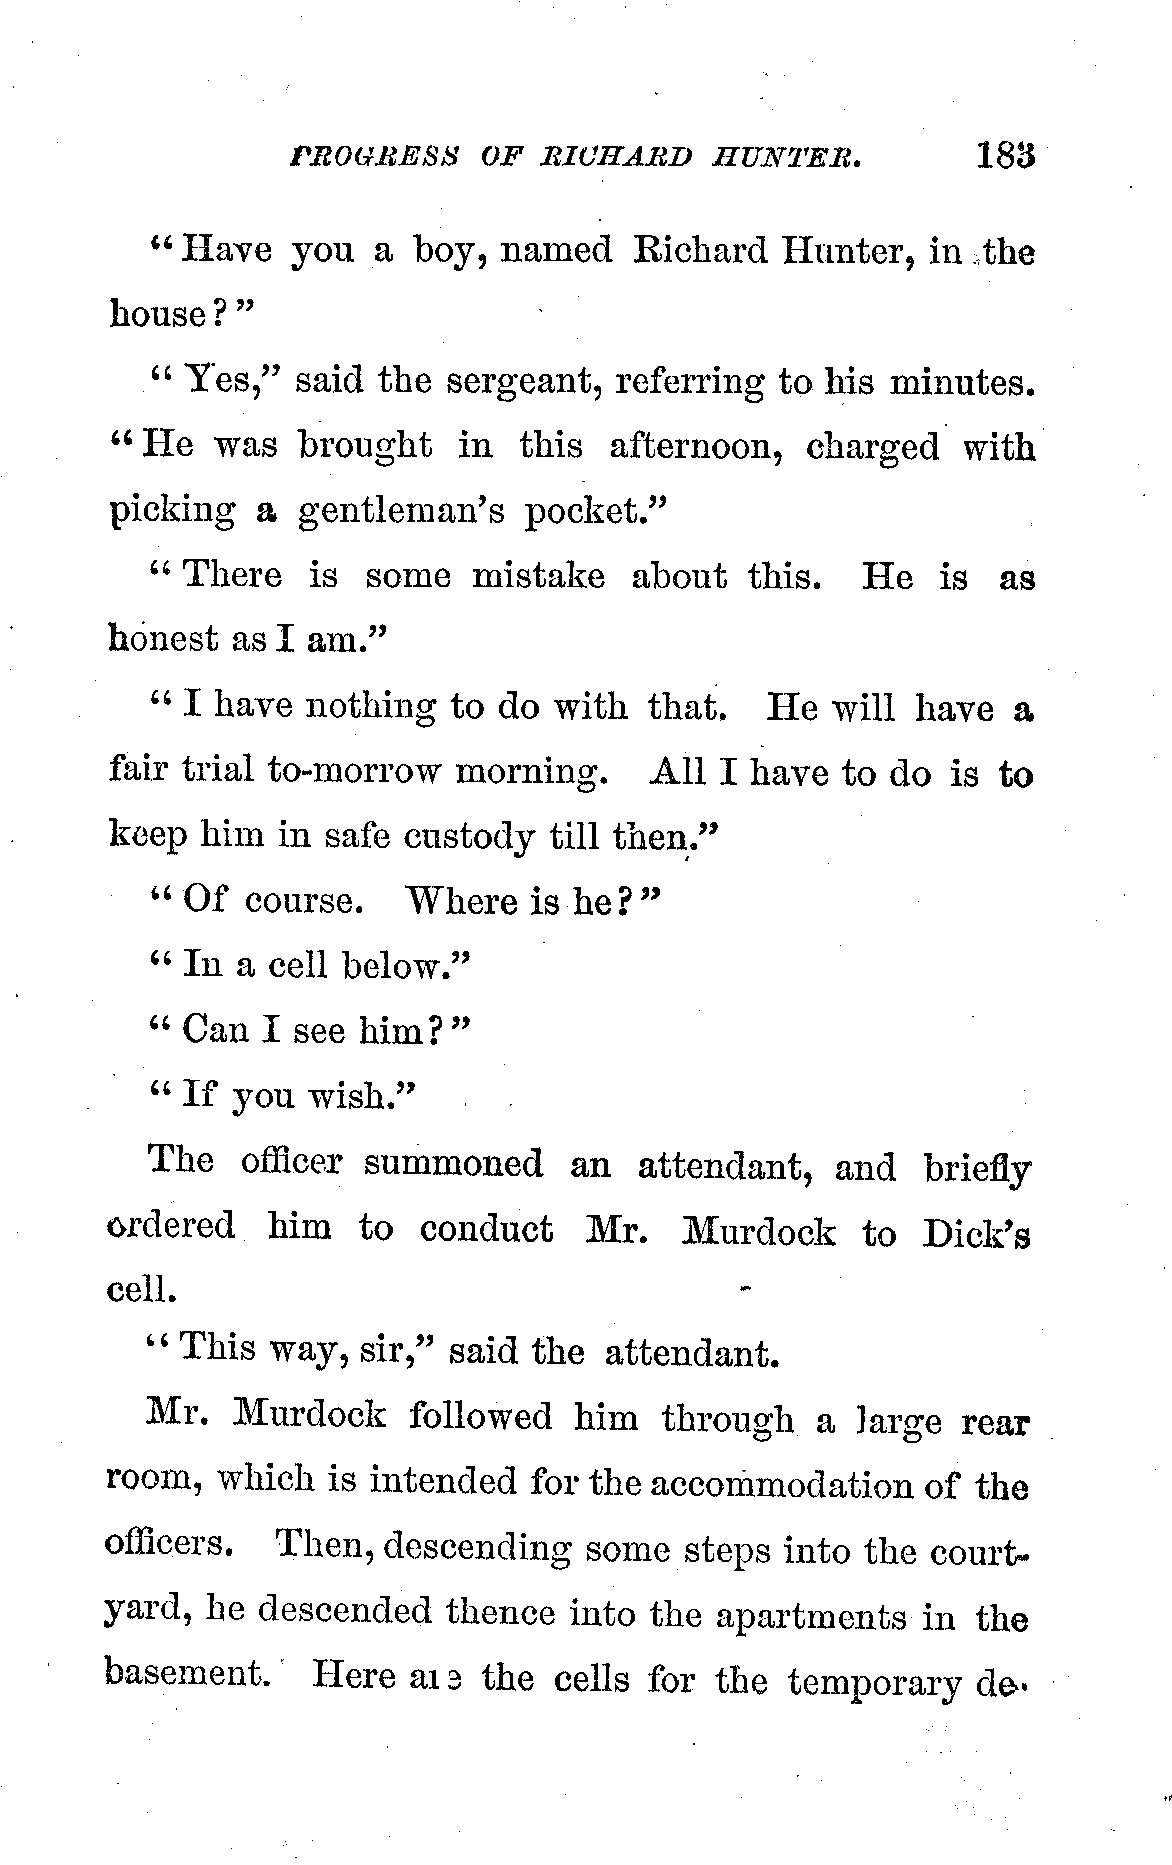 PROGRESS OF RICHARD HUNTER. 183
“Have you a boy, named Richard Hunter, in the
house?”
“Yes,” said the sergeant, referring to his minutes.
“He was brought in this afternoon, charged with
picking a gentleman's pocket.”
“There is some mistake about this. He is as
honest as I am.”
“I have nothing to do with that. He will have a
fair trial to-morrow morning. All I have to do is to
keep him in safe custody till then.”
“Of course. Where is he?”
“In a cell below.”
“Can I see him?”
“If you wish.”
The officer summoned an attendant, and briefly
ordered him to conduct Mr. Murdock to Dick's
cell.
“This way, sir,” said the attendant.
Mr. Murdock followed him through a large rear
room, which is intended for the accommodation of the
officers. Then, descending some steps into the court-
yard, he descended thence into the apartments in the
basement. Here are the cells for the temporary de-